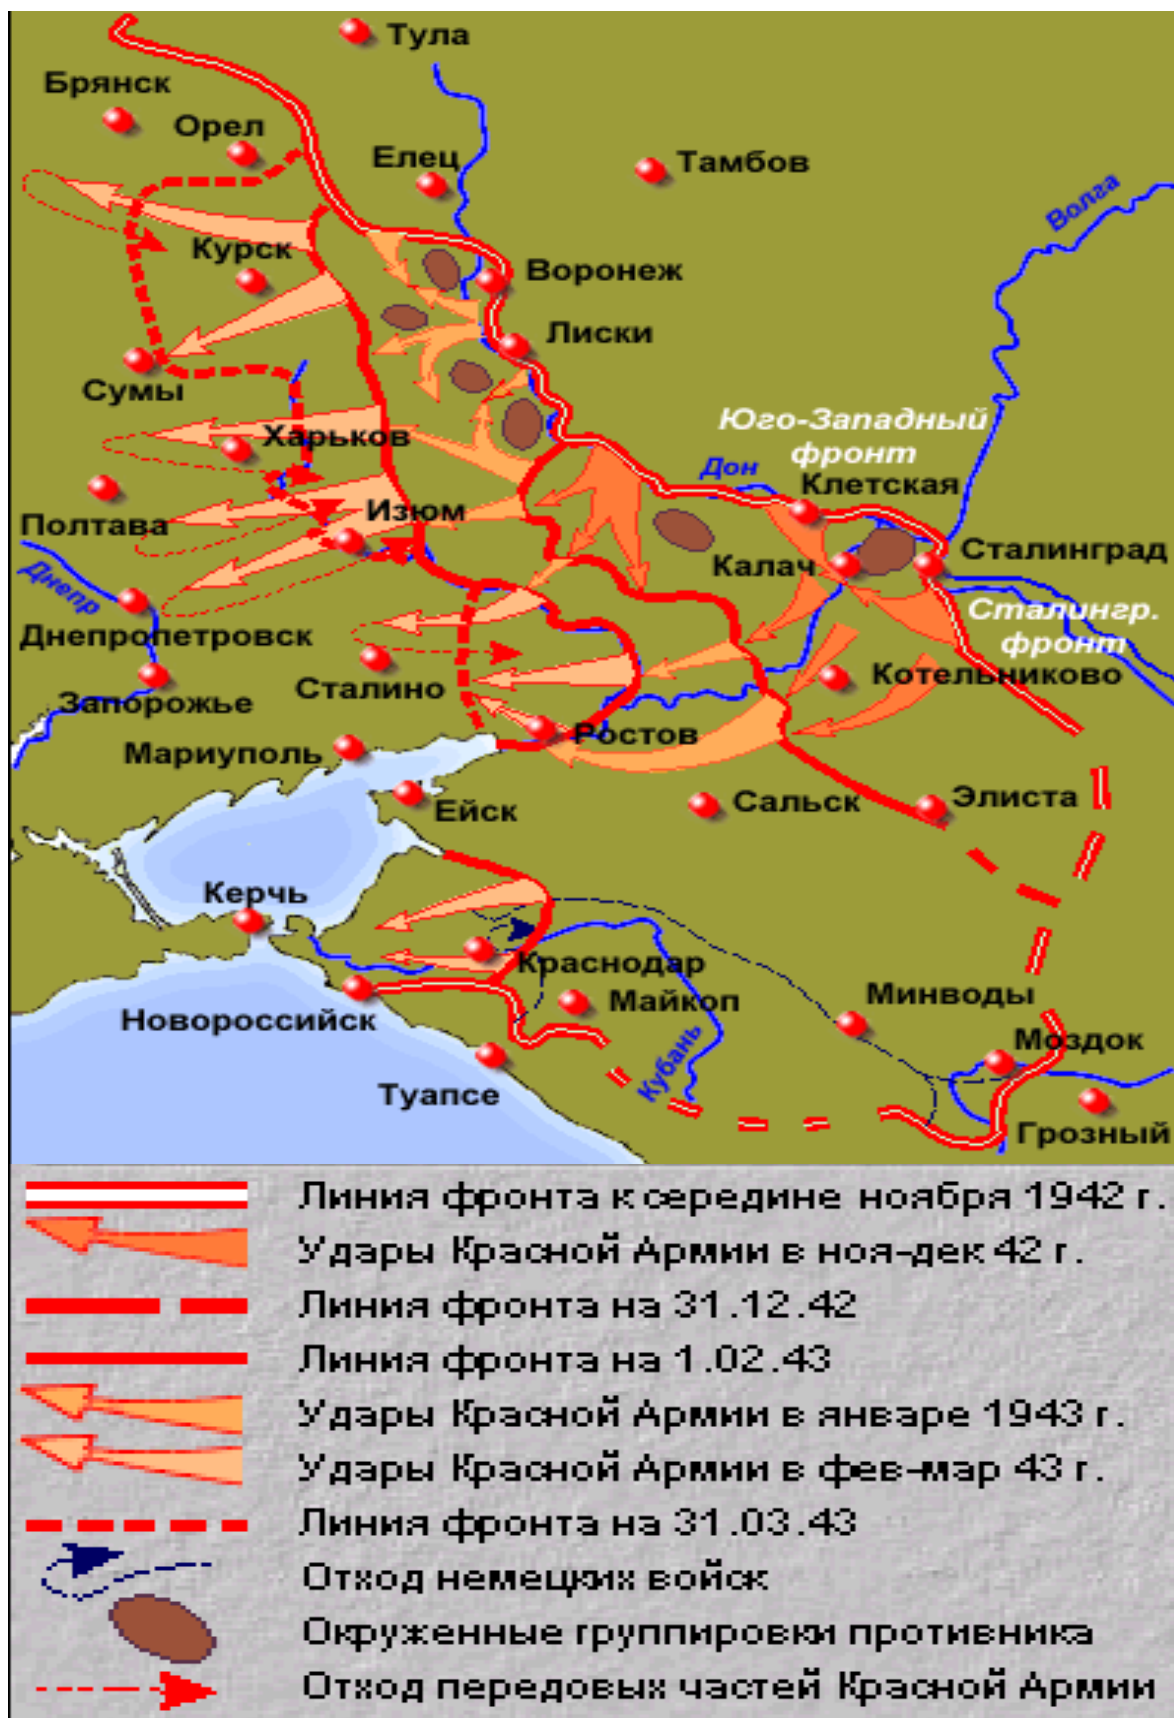 Тула
Брянск
Орел
Елец
Тамбов
Волга
Курск
Воронеж
Лиски
Сумы
Юго-Западный
фронт
Харьков
Дон
Клетская
Полтава
Изюм
Калач
Сталинград
Днепр
Днепропетровск
Сталингр.
фронт
Сталино
Котельниково
Запорожье
Ростов
Мариуполь
Ейск
Сальск
Элиста
Керчь
Краснодар
Майкоп
Минводы
Новороссийск
Моздок
Кубань
Туапсе
Грозный
Линия фронта к середине ноября 1942 г.
Удары Красной Армии в ноя-дек 42 г.
Линия фронта на 31.12.42
Линия фронта на 1.02.43
Удары Красной Армии в январе 1943 г.
Удары Красной Армии в фев-мар 43 г.
Линия фронта на 31.03.43
Отход немецких войск
Окруженные группировки противника
Отход передовых частей Красной Армии